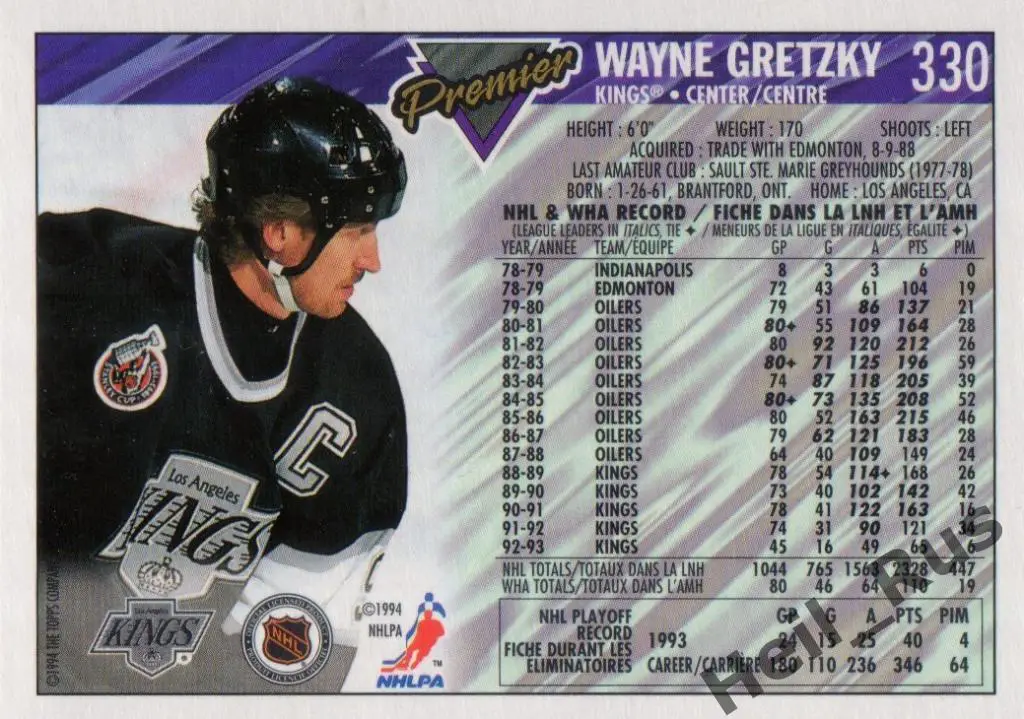 Premier
WAYNE GRETZKY 330
KINGS® • CENTER/CENTRE
HEIGHT : 6'0" WEIGHT : 170 SHOOTS : LEFT
ACQUIRED : TRADE WITH EDMONTON, 8-9-88
LAST AMATEUR CLUB : SAULT STE. MARIE GREYHOUNDS (1977-78)
BORN : 1-26-61, BRANTFORD, ONT. HOME : LOS ANGELES, CA
NHL & WHA RECORD / FICHE DANS LA LNH ET L'AMH
(LEAGUE LEADERS IN ITALICS, TIE ✦ / MENEURS DE LA LIGUE EN ITALIQUES, EGALITÉ ✦)
YEAR/ANNÉE TEAM/ÉQUIPE GP G A PTS PIM
78-79 INDIANAPOLIS 8 3 3 6 0
78-79 EDMONTON 72 43 61 104 19
79-80 OILERS 79 51 86 137 21
80-81 OILERS 80✦ 55 109 164 28
81-82 OILERS 80 92 120 212 26
82-83 OILERS 80✦ 71 125 196 59
83-84 OILERS 74 87 118 205 39
84-85 OILERS 80✦ 73 135 208 52
85-86 OILERS 80 52 163 215 46
86-87 OILERS 79 62 121 183 28
87-88 OILERS 64 40 109 149 24
88-89 KINGS 78 54 114✦ 168 26
89-90 KINGS 73 40 102 142 42
90-91 KINGS 78 41 122 163 16
91-92 KINGS 74 31 90 121 34
92-93 KINGS 45 16 49 65 6
NHL TOTALS/TOTAUX DANS LA LNH 1044 765 1563 2328 447
WHA TOTALS/TOTAUX DANS L'AMH 80 46 64 110 19
NHL PLAYOFF RECORD GP G A PTS PIM
FICHE DURANT LES ELIMINATOIRES
1993 24 15 25 40 4
CAREER/CARRIÈRE 180 110 236 346 64
STANLEY CUP
C
Los Angeles
KINGS
Los Angeles
KINGS
NHL
©1994
NHLPA
NHLPA
™
©1994 THE TOPPS COMPANY
Heil_Rus